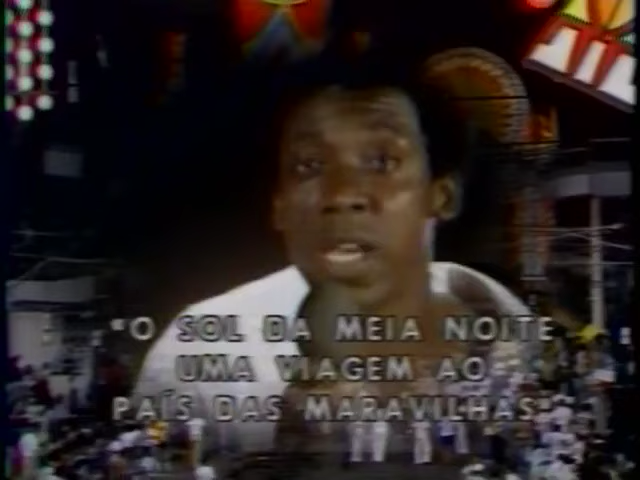 "O SOL DA MEIA NOITE
UMA VIAGEM AO
PAÍS DAS MARAVILHAS"